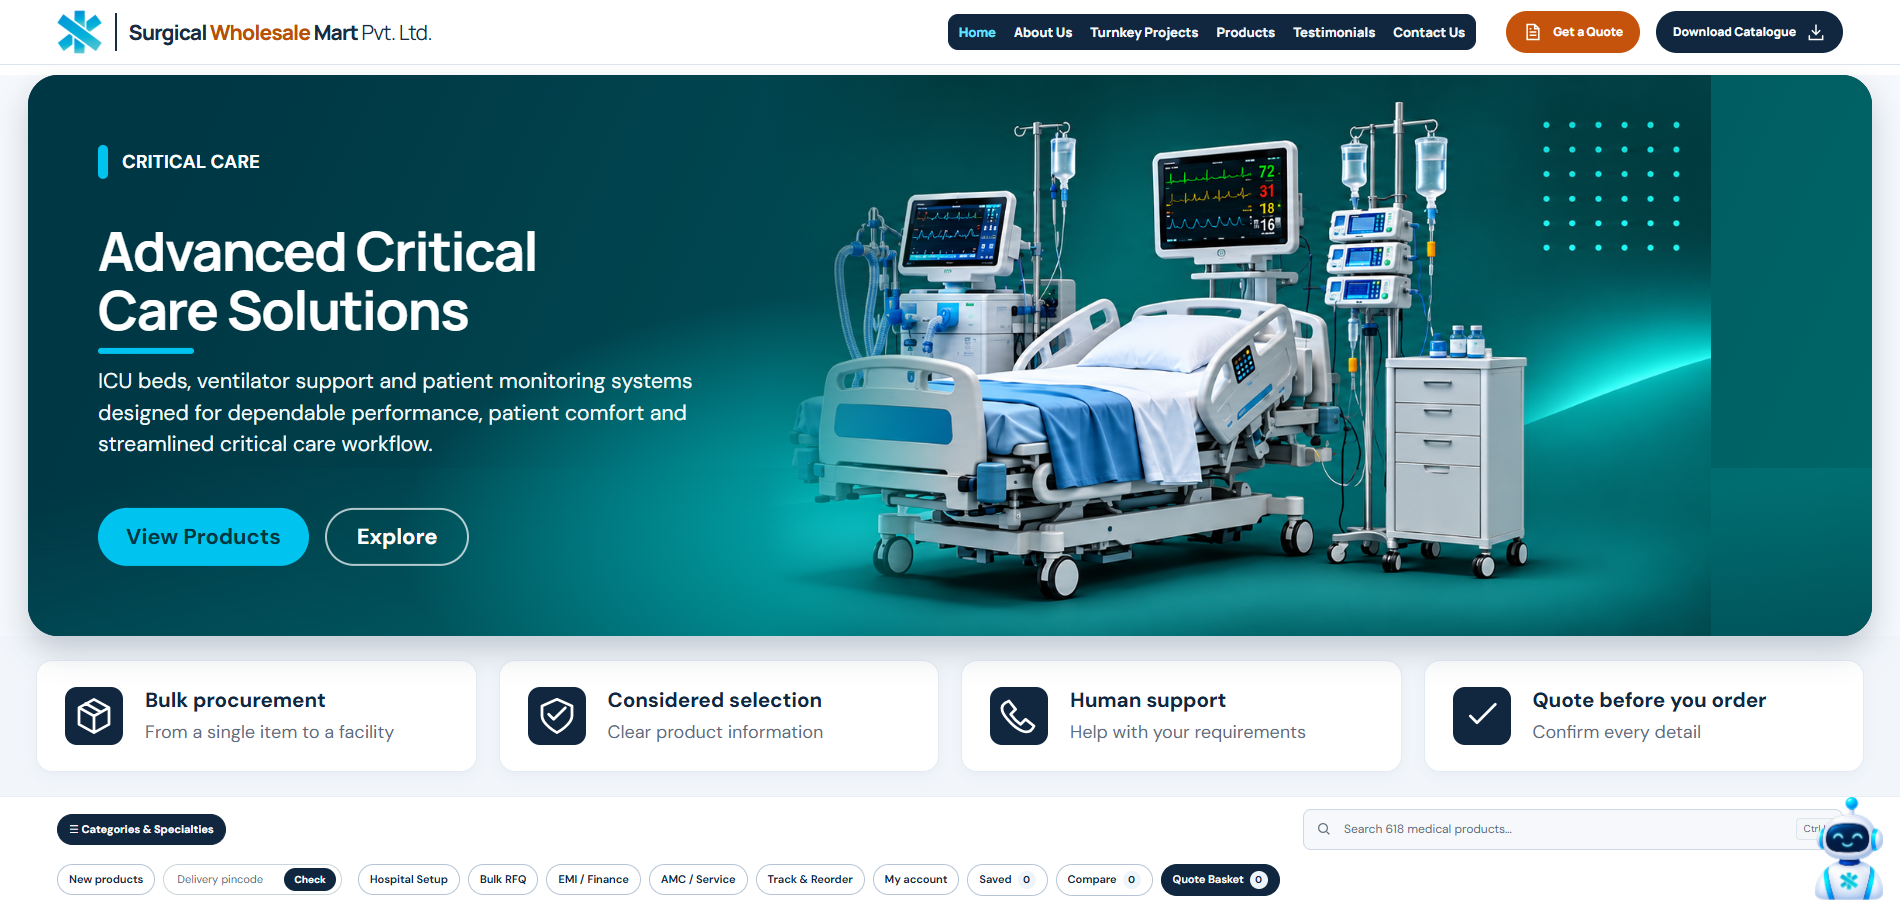 Surgical Wholesale Mart Pvt. Ltd.
Home
About Us
Turnkey Projects
Products
Testimonials
Contact Us
Get a Quote
Download Catalogue
CRITICAL CARE
Advanced Critical
Care Solutions
ICU beds, ventilator support and patient monitoring systems
designed for dependable performance, patient comfort and
streamlined critical care workflow.
View Products
Explore
72
31
18
16
Bulk procurement
From a single item to a facility
Considered selection
Clear product information
Human support
Help with your requirements
Quote before you order
Confirm every detail
☰ Categories & Specialties
Search 618 medical products...
New products
Delivery pincode
Check
Hospital Setup
Bulk RFQ
EMI / Finance
AMC / Service
Track & Reorder
My account
Saved 0
Compare 0
Quote Basket 0